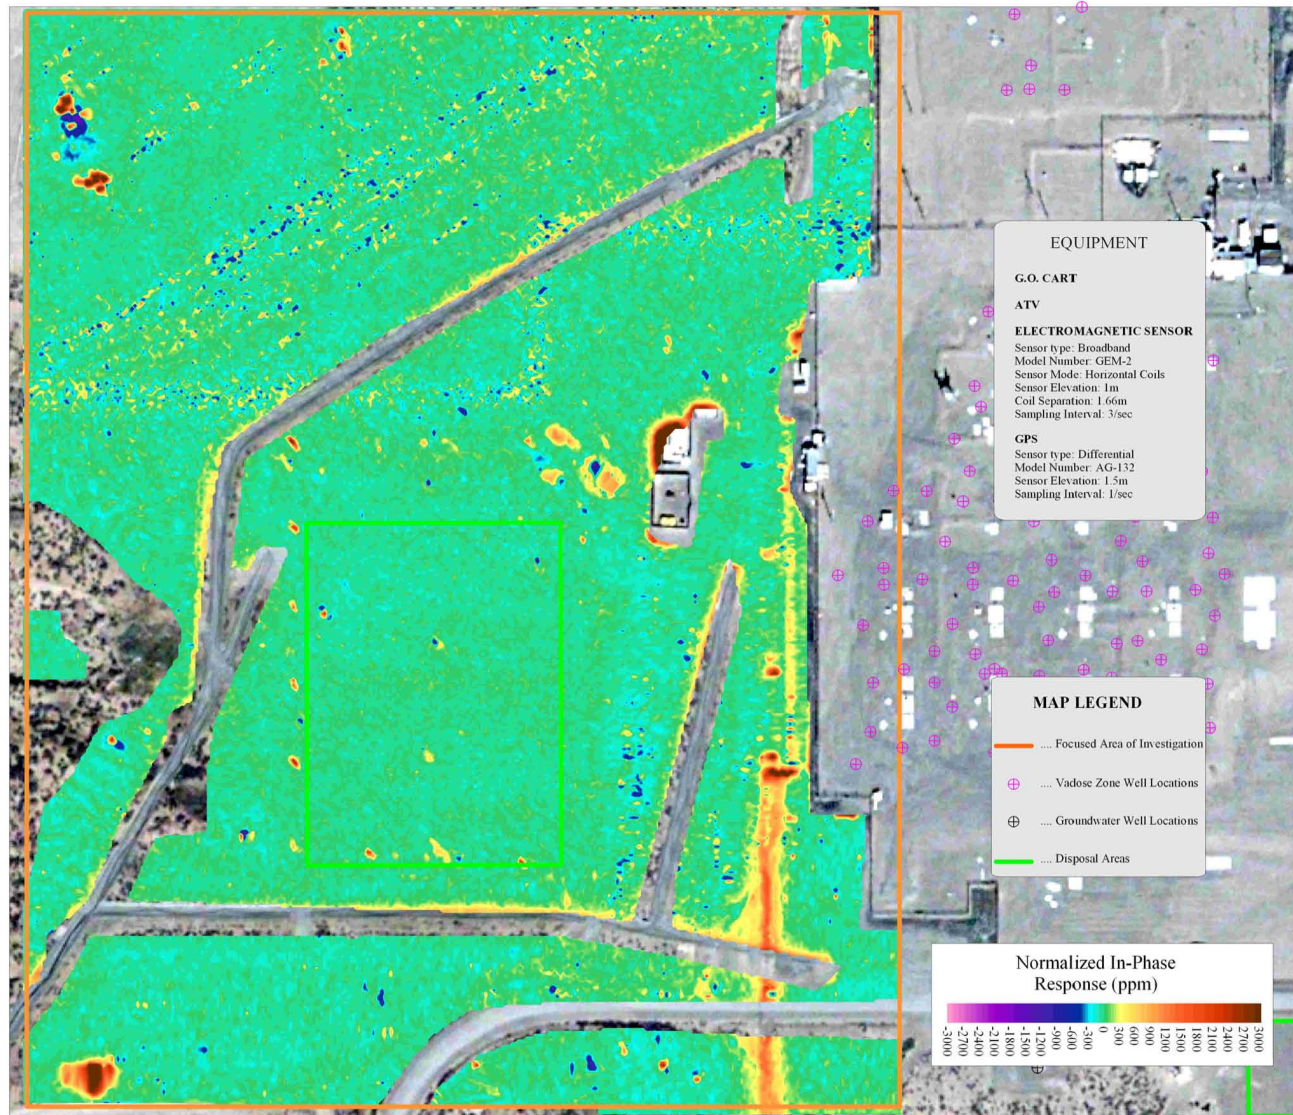 EQUIPMENT
G.O. CART
ATV
ELECTROMAGNETIC SENSOR
Sensor type: Broadband
Model Number: GEM-2
Sensor Mode: Horizontal Coils
Sensor Elevation: 1m
Coil Separation: 1.66m
Sampling Interval: 3/sec
GPS
Sensor type: Differential
Model Number: AG-132
Sensor Elevation: 1.5m
Sampling Interval: 1/sec
MAP LEGEND
.... Focused Area of Investigation
.... Vadose Zone Well Locations
.... Groundwater Well Locations
.... Disposal Areas
Normalized In-Phase
Response (ppm)
-3000 -2700 -2400 -2100 -1800 -1500 -1200 -900 -600 -300 0 300 600 900 1200 1500 1800 2100 2400 2700 3000